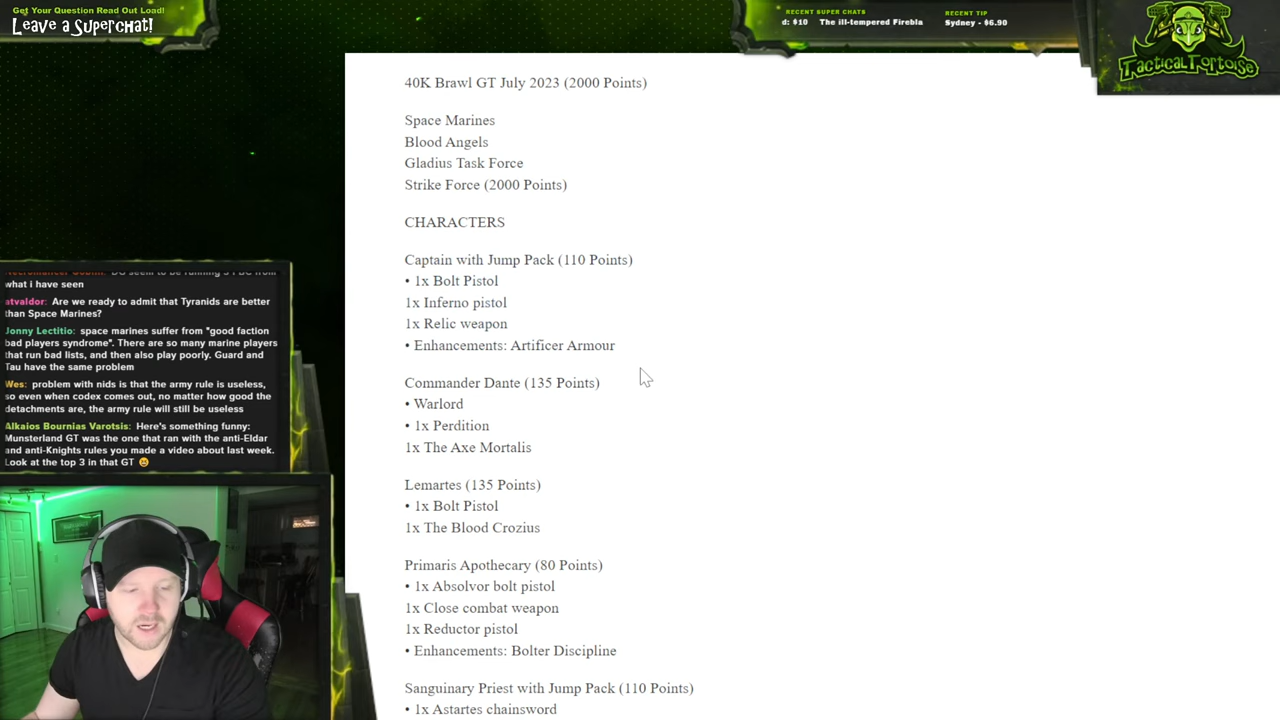 Get Your Question Read Out Load!
Leave a Superchat!
RECENT SUPER CHATS
d: $10 The ill-tempered Firebla
RECENT TIP
Sydney - $6.90
TACTICAL TORTOISE
40K Brawl GT July 2023 (2000 Points)
Space Marines
Blood Angels
Gladius Task Force
Strike Force (2000 Points)
CHARACTERS
Captain with Jump Pack (110 Points)
• 1x Bolt Pistol
1x Inferno pistol
1x Relic weapon
• Enhancements: Artificer Armour
Commander Dante (135 Points)
• Warlord
• 1x Perdition
1x The Axe Mortalis
Lemartes (135 Points)
• 1x Bolt Pistol
1x The Blood Crozius
Primaris Apothecary (80 Points)
• 1x Absolvor bolt pistol
1x Close combat weapon
1x Reductor pistol
• Enhancements: Bolter Discipline
Sanguinary Priest with Jump Pack (110 Points)
• 1x Astartes chainsword
what i have seen
atvaldor: Are we ready to admit that Tyranids are better
than Space Marines?
Jonny Lectitio: space marines suffer from "good faction
bad players syndrome". There are so many marine players
that run bad lists, and then also play poorly. Guard and
Tau have the same problem
Wes: problem with nids is that the army rule is useless,
so even when codex comes out, no matter how good the
detachments are, the army rule will still be useless
Alkaios Bournias Varotsis: Here's something funny:
Munsterland GT was the one that ran with the anti-Eldar
and anti-Knights rules you made a video about last week.
Look at the top 3 in that GT 😀